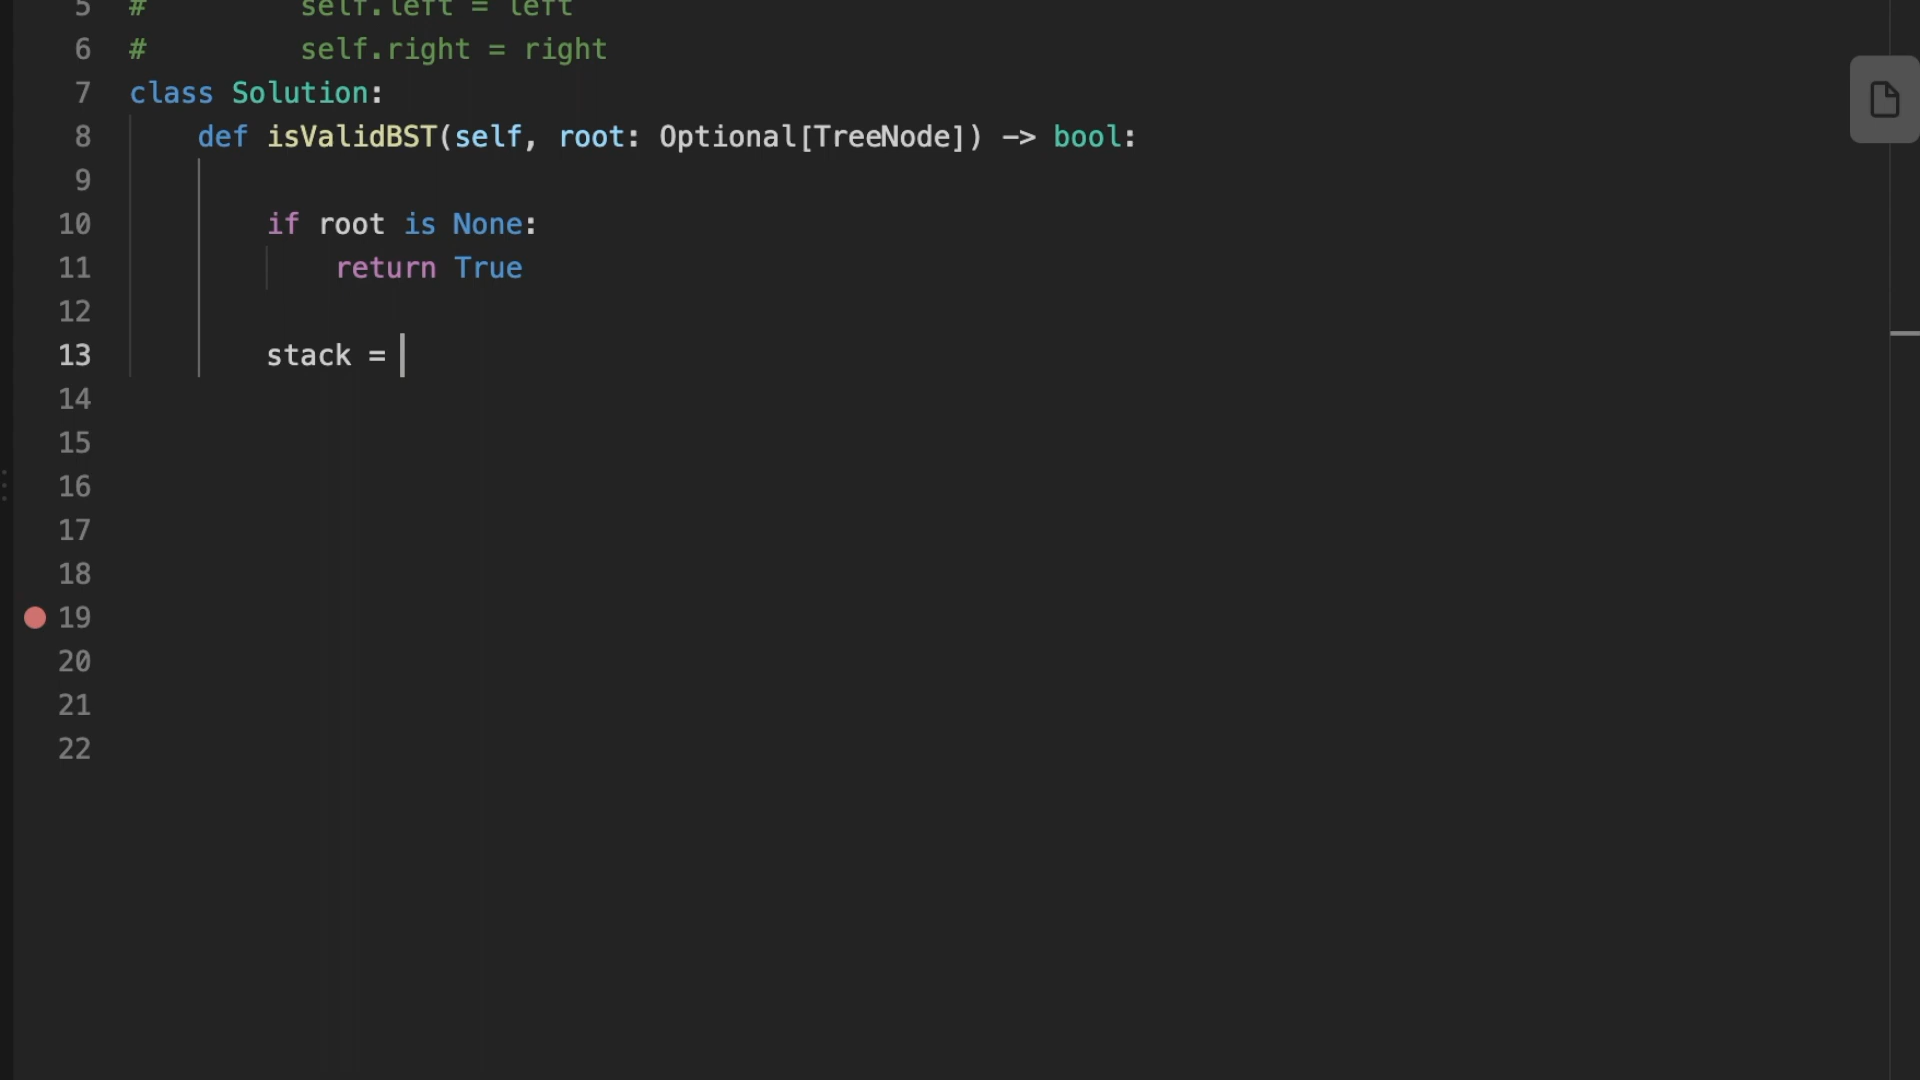 5 #         self.left = left
6 #         self.right = right
7 class Solution:
8     def isValidBST(self, root: Optional[TreeNode]) -> bool:
9
10         if root is None:
11             return True
12
13         stack =
14
15
16
17
18
19
20
21
22